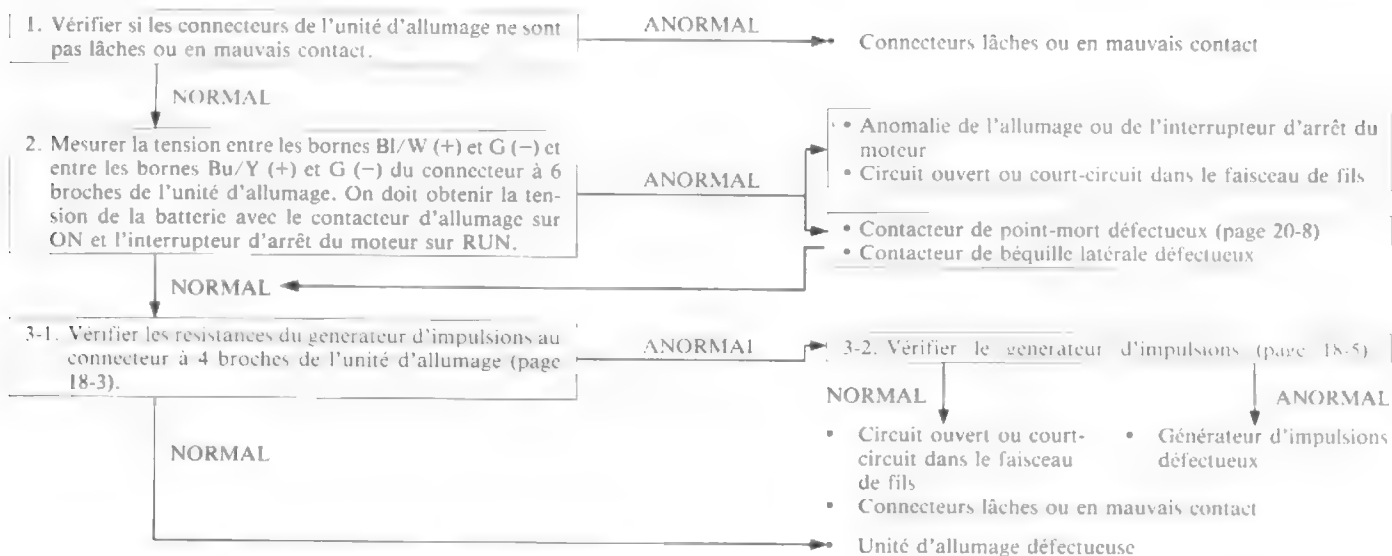 1. Vérifier si les connecteurs de l'unité d'allumage ne sont
pas lâches ou en mauvais contact.
ANORMAL
• Connecteurs lâches ou en mauvais contact
NORMAL
2. Mesurer la tension entre les bornes Bl/W (+) et G (−) et
entre les bornes Bu/Y (+) et G (−) du connecteur à 6
broches de l'unité d'allumage. On doit obtenir la ten-
sion de la batterie avec le contacteur d'allumage sur
ON et l'interrupteur d'arrêt du moteur sur RUN.
ANORMAL
• Anomalie de l'allumage ou de l'interrupteur d'arrêt du
moteur
• Circuit ouvert ou court-circuit dans le faisceau de fils
• Contacteur de point-mort défectueux (page 20-8)
• Contacteur de béquille latérale défectueux
NORMAL
3-1. Vérifier les resistances du generateur d'impulsions au
connecteur à 4 broches de l'unité d'allumage (page
18-3).
ANORMAL
3-2. Vérifier le generateur d'impulsions (page 18-5)
NORMAL
ANORMAL
• Circuit ouvert ou court-
circuit dans le faisceau
de fils
• Connecteurs lâches ou en mauvais contact
• Générateur d'impulsions
défectueux
NORMAL
• Unité d'allumage défectueuse